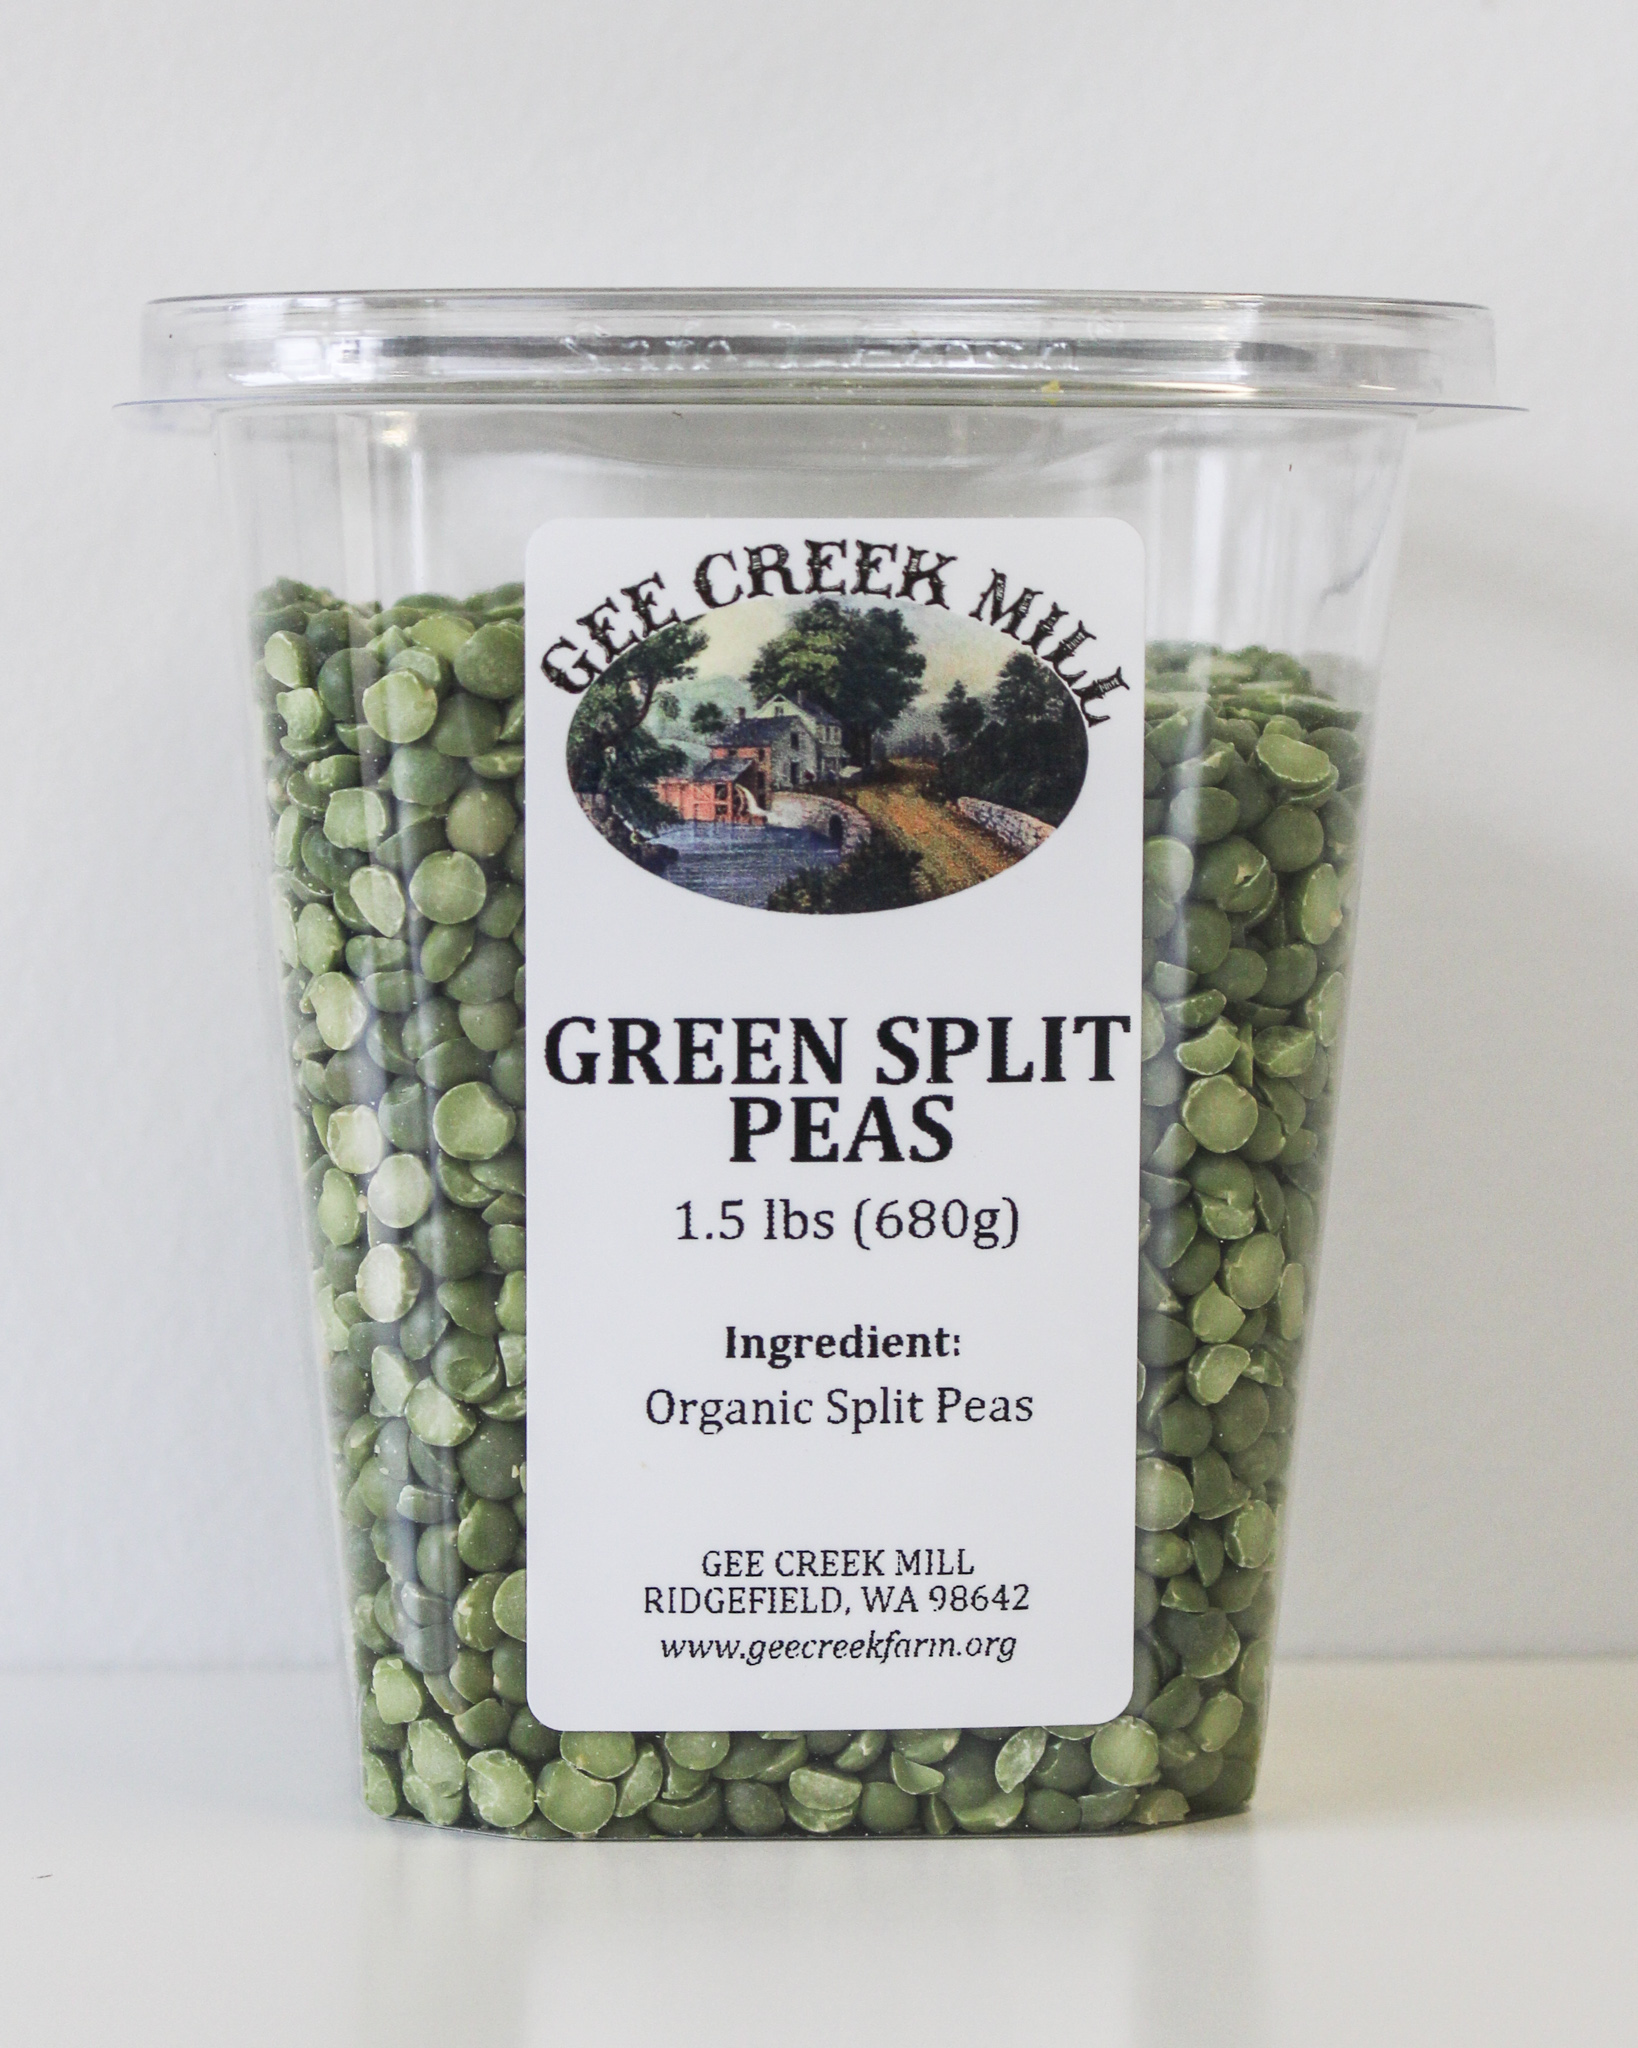 GEE CREEK MILL
GREEN SPLIT
PEAS
1.5 lbs (680g)
Ingredient:
Organic Split Peas
GEE CREEK MILL
RIDGEFIELD, WA 98642
www.geecreekfarm.org